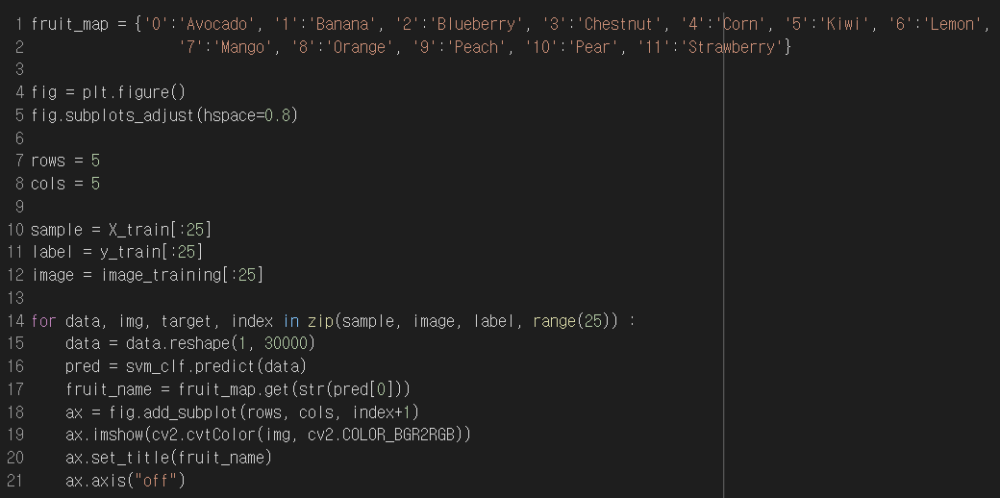 1 fruit_map = {'0':'Avocado', '1':'Banana', '2':'Blueberry', '3':'Chestnut', '4':'Corn', '5':'Kiwi', '6':'Lemon',
2 '7':'Mango', '8':'Orange', '9':'Peach', '10':'Pear', '11':'Strawberry'}
3
4 fig = plt.figure()
5 fig.subplots_adjust(hspace=0.8)
6
7 rows = 5
8 cols = 5
9
10 sample = X_train[:25]
11 label = y_train[:25]
12 image = image_training[:25]
13
14 for data, img, target, index in zip(sample, image, label, range(25)) :
15 data = data.reshape(1, 30000)
16 pred = svm_clf.predict(data)
17 fruit_name = fruit_map.get(str(pred[0]))
18 ax = fig.add_subplot(rows, cols, index+1)
19 ax.imshow(cv2.cvtColor(img, cv2.COLOR_BGR2RGB))
20 ax.set_title(fruit_name)
21 ax.axis("off")